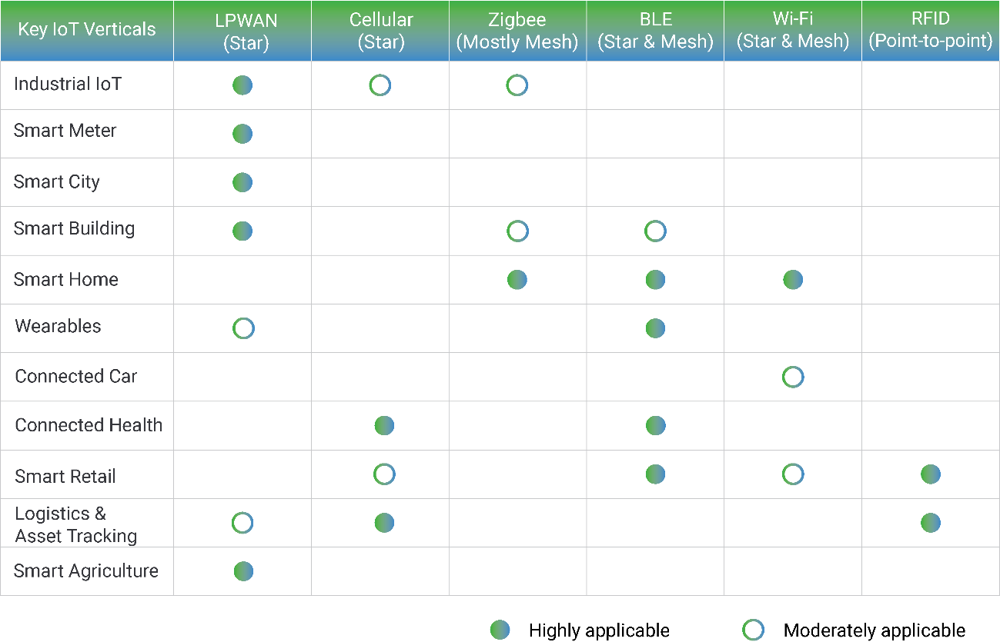 Key IoT Verticals
LPWAN
(Star)
Cellular
(Star)
Zigbee
(Mostly Mesh)
BLE
(Star & Mesh)
Wi-Fi
(Star & Mesh)
RFID
(Point-to-point)
Industrial IoT
Smart Meter
Smart City
Smart Building
Smart Home
Wearables
Connected Car
Connected Health
Smart Retail
Logistics &
Asset Tracking
Smart Agriculture
Highly applicable
Moderately applicable